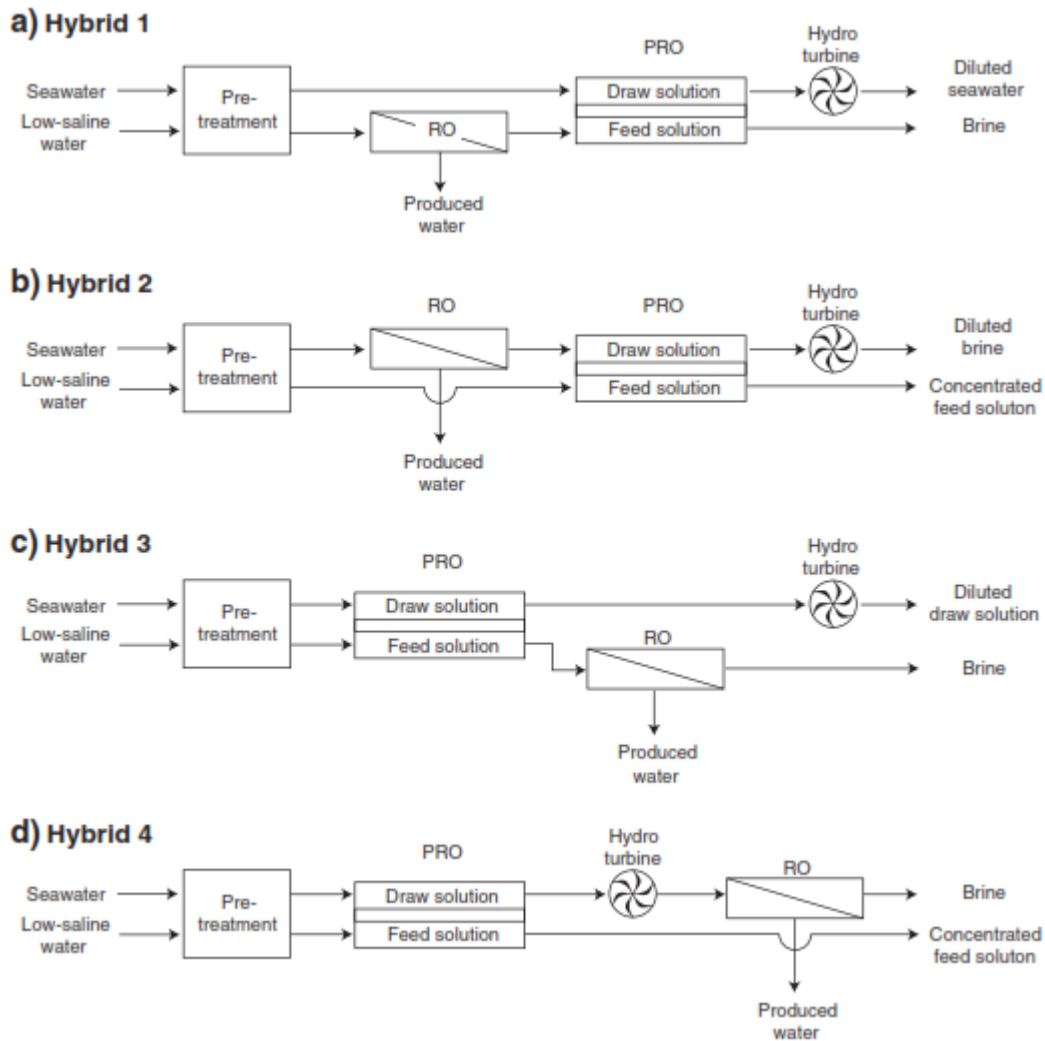 a) Hybrid 1
PRO
Hydro
turbine
Seawater
Low-saline
water
Pre-
treatment
RO
Draw solution
Feed solution
Diluted
seawater
Brine
Produced
water
b) Hybrid 2
RO
PRO
Hydro
turbine
Seawater
Low-saline
water
Pre-
treatment
Draw solution
Feed solution
Diluted
brine
Concentrated
feed soluton
Produced
water
c) Hybrid 3
PRO
Hydro
turbine
Seawater
Low-saline
water
Pre-
treatment
Draw solution
Feed solution
RO
Diluted
draw solution
Brine
Produced
water
d) Hybrid 4
PRO
Hydro
turbine
RO
Seawater
Low-saline
water
Pre-
treatment
Draw solution
Feed solution
Brine
Concentrated
feed soluton
Produced
water